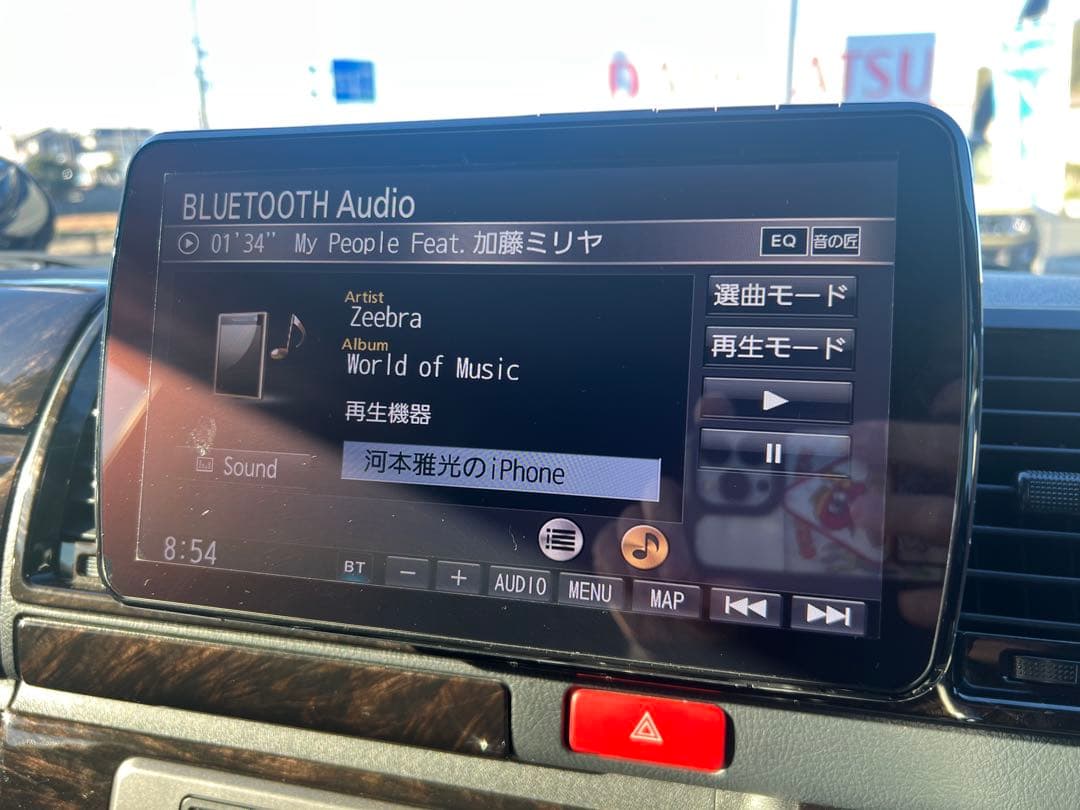 TSU
BLUETOOTH Audio
01'34" My People Feat.加藤ミリヤ
EQ 音の匠
Artist
Zeebra
Album
World of Music
再生機器
河本雅光のiPhone
選曲モード
再生モード
Sound
8:54
BT − + AUDIO MENU MAP